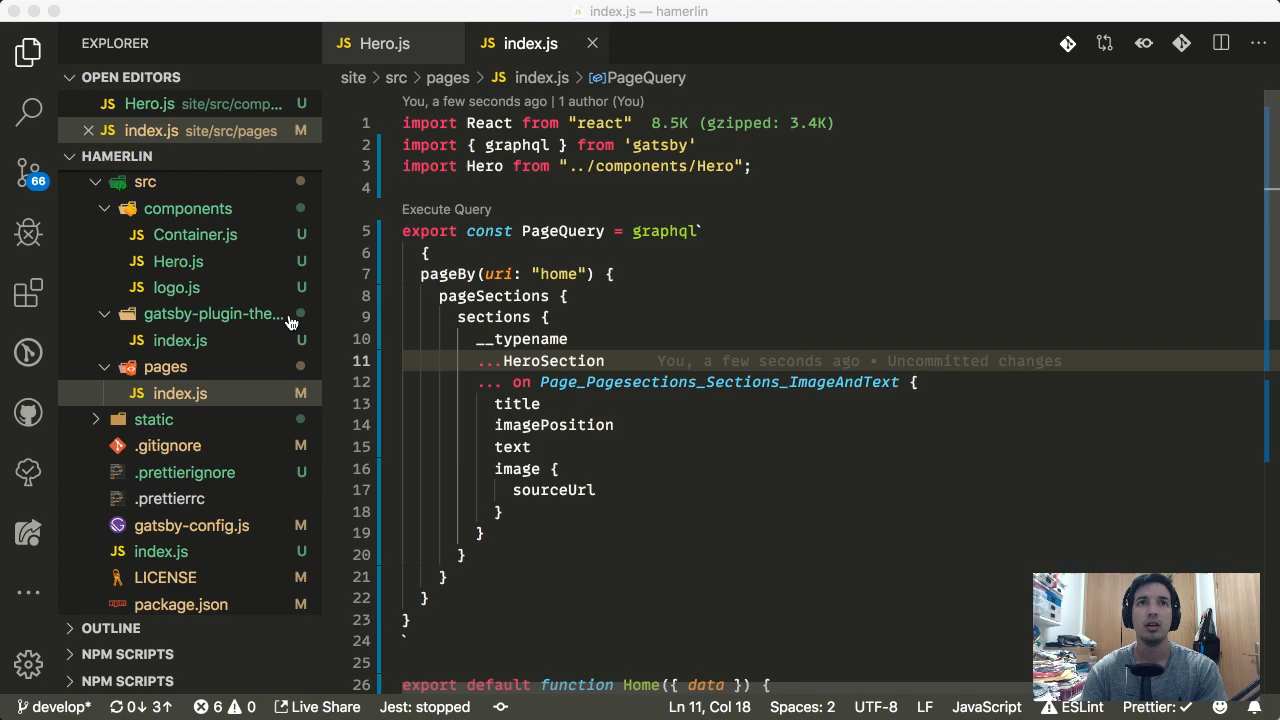 index.js — hamerlin
EXPLORER
JS Hero.js
JS index.js
OPEN EDITORS
JS Hero.js site/src/comp... U
JS index.js site/src/pages M
HAMERLIN
src
components
JS Container.js U
JS Hero.js U
JS logo.js U
gatsby-plugin-the...
JS index.js U
pages
JS index.js M
static
.gitignore M
.prettierignore U
.prettierrc
gatsby-config.js M
JS index.js U
LICENSE M
package.json M
OUTLINE
NPM SCRIPTS
NPM SCRIPTS
66
site > src > pages > JS index.js > PageQuery
You, a few seconds ago | 1 author (You)
1 import React from "react" 8.5K (gzipped: 3.4K)
2 import { graphql } from 'gatsby'
3 import Hero from "../components/Hero";
4
Execute Query
5 export const PageQuery = graphql`
6 {
7 pageBy(uri: "home") {
8 pageSections {
9 sections {
10 __typename
11 ...HeroSection You, a few seconds ago • Uncommitted changes
12 ... on Page_Pagesections_Sections_ImageAndText {
13 title
14 imagePosition
15 text
16 image {
17 sourceUrl
18 }
19 }
20 }
21 }
22 }
23 }
24 `
25
26 export default function Home({ data }) {
develop* 0↓ 3↑ 6 0 Live Share Jest: stopped Ln 11, Col 18 Spaces: 2 UTF-8 LF JavaScript ESLint Prettier: ✓